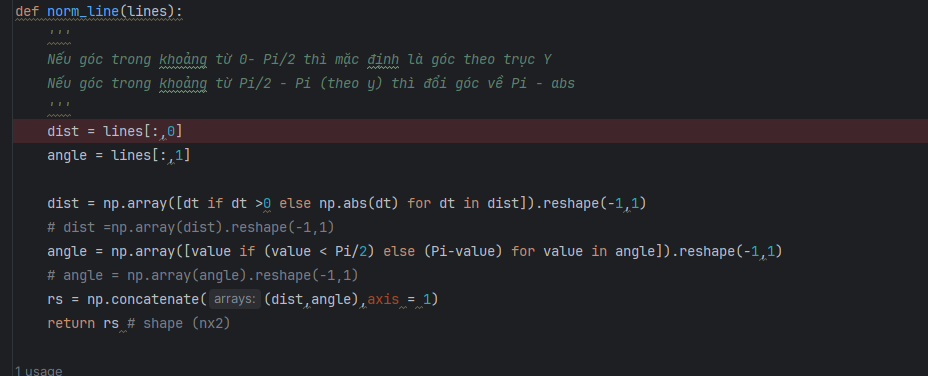 def norm_line(lines):
'''
Nếu góc trong khoảng từ 0- Pi/2 thì mặc định là góc theo trục Y
Nếu góc trong khoảng từ Pi/2 - Pi (theo y) thì đổi góc về Pi - abs
'''
dist = lines[:,0]
angle = lines[:,1]
dist = np.array([dt if dt >0 else np.abs(dt) for dt in dist]).reshape(-1,1)
# dist =np.array(dist).reshape(-1,1)
angle = np.array([value if (value < Pi/2) else (Pi-value) for value in angle]).reshape(-1,1)
# angle = np.array(angle).reshape(-1,1)
rs = np.concatenate( arrays: (dist,angle),axis = 1)
return rs # shape (nx2)
1 usage